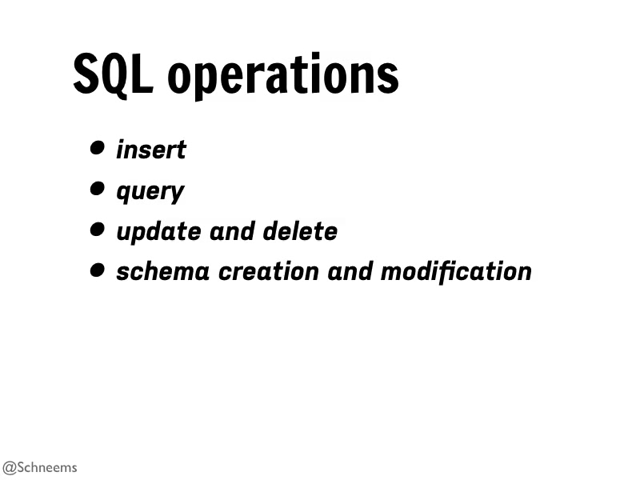 SQL operations
• insert
• query
• update and delete
• schema creation and modification
@Schneems